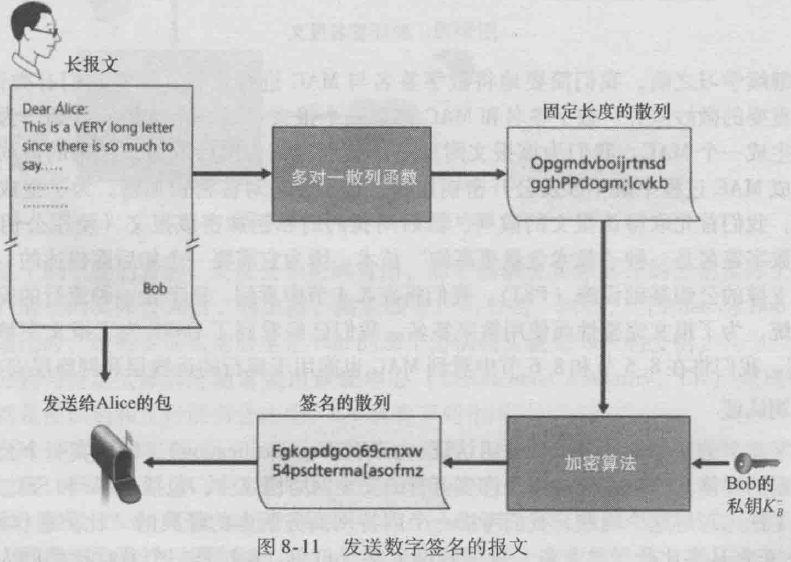 长报文
Dear Alice:
This is a VERY long letter
since there is so much to
say.....
..........
..........
Bob
多对一散列函数
固定长度的散列
Opgmdvboijrtnsd
gghPPdogm;lcvkb
发送给Alice的包
签名的散列
Fgkopdgoo69cmxw
54psdterma[asofmz
加密算法
Bob的
私钥K_B^-
图 8-11 发送数字签名的报文